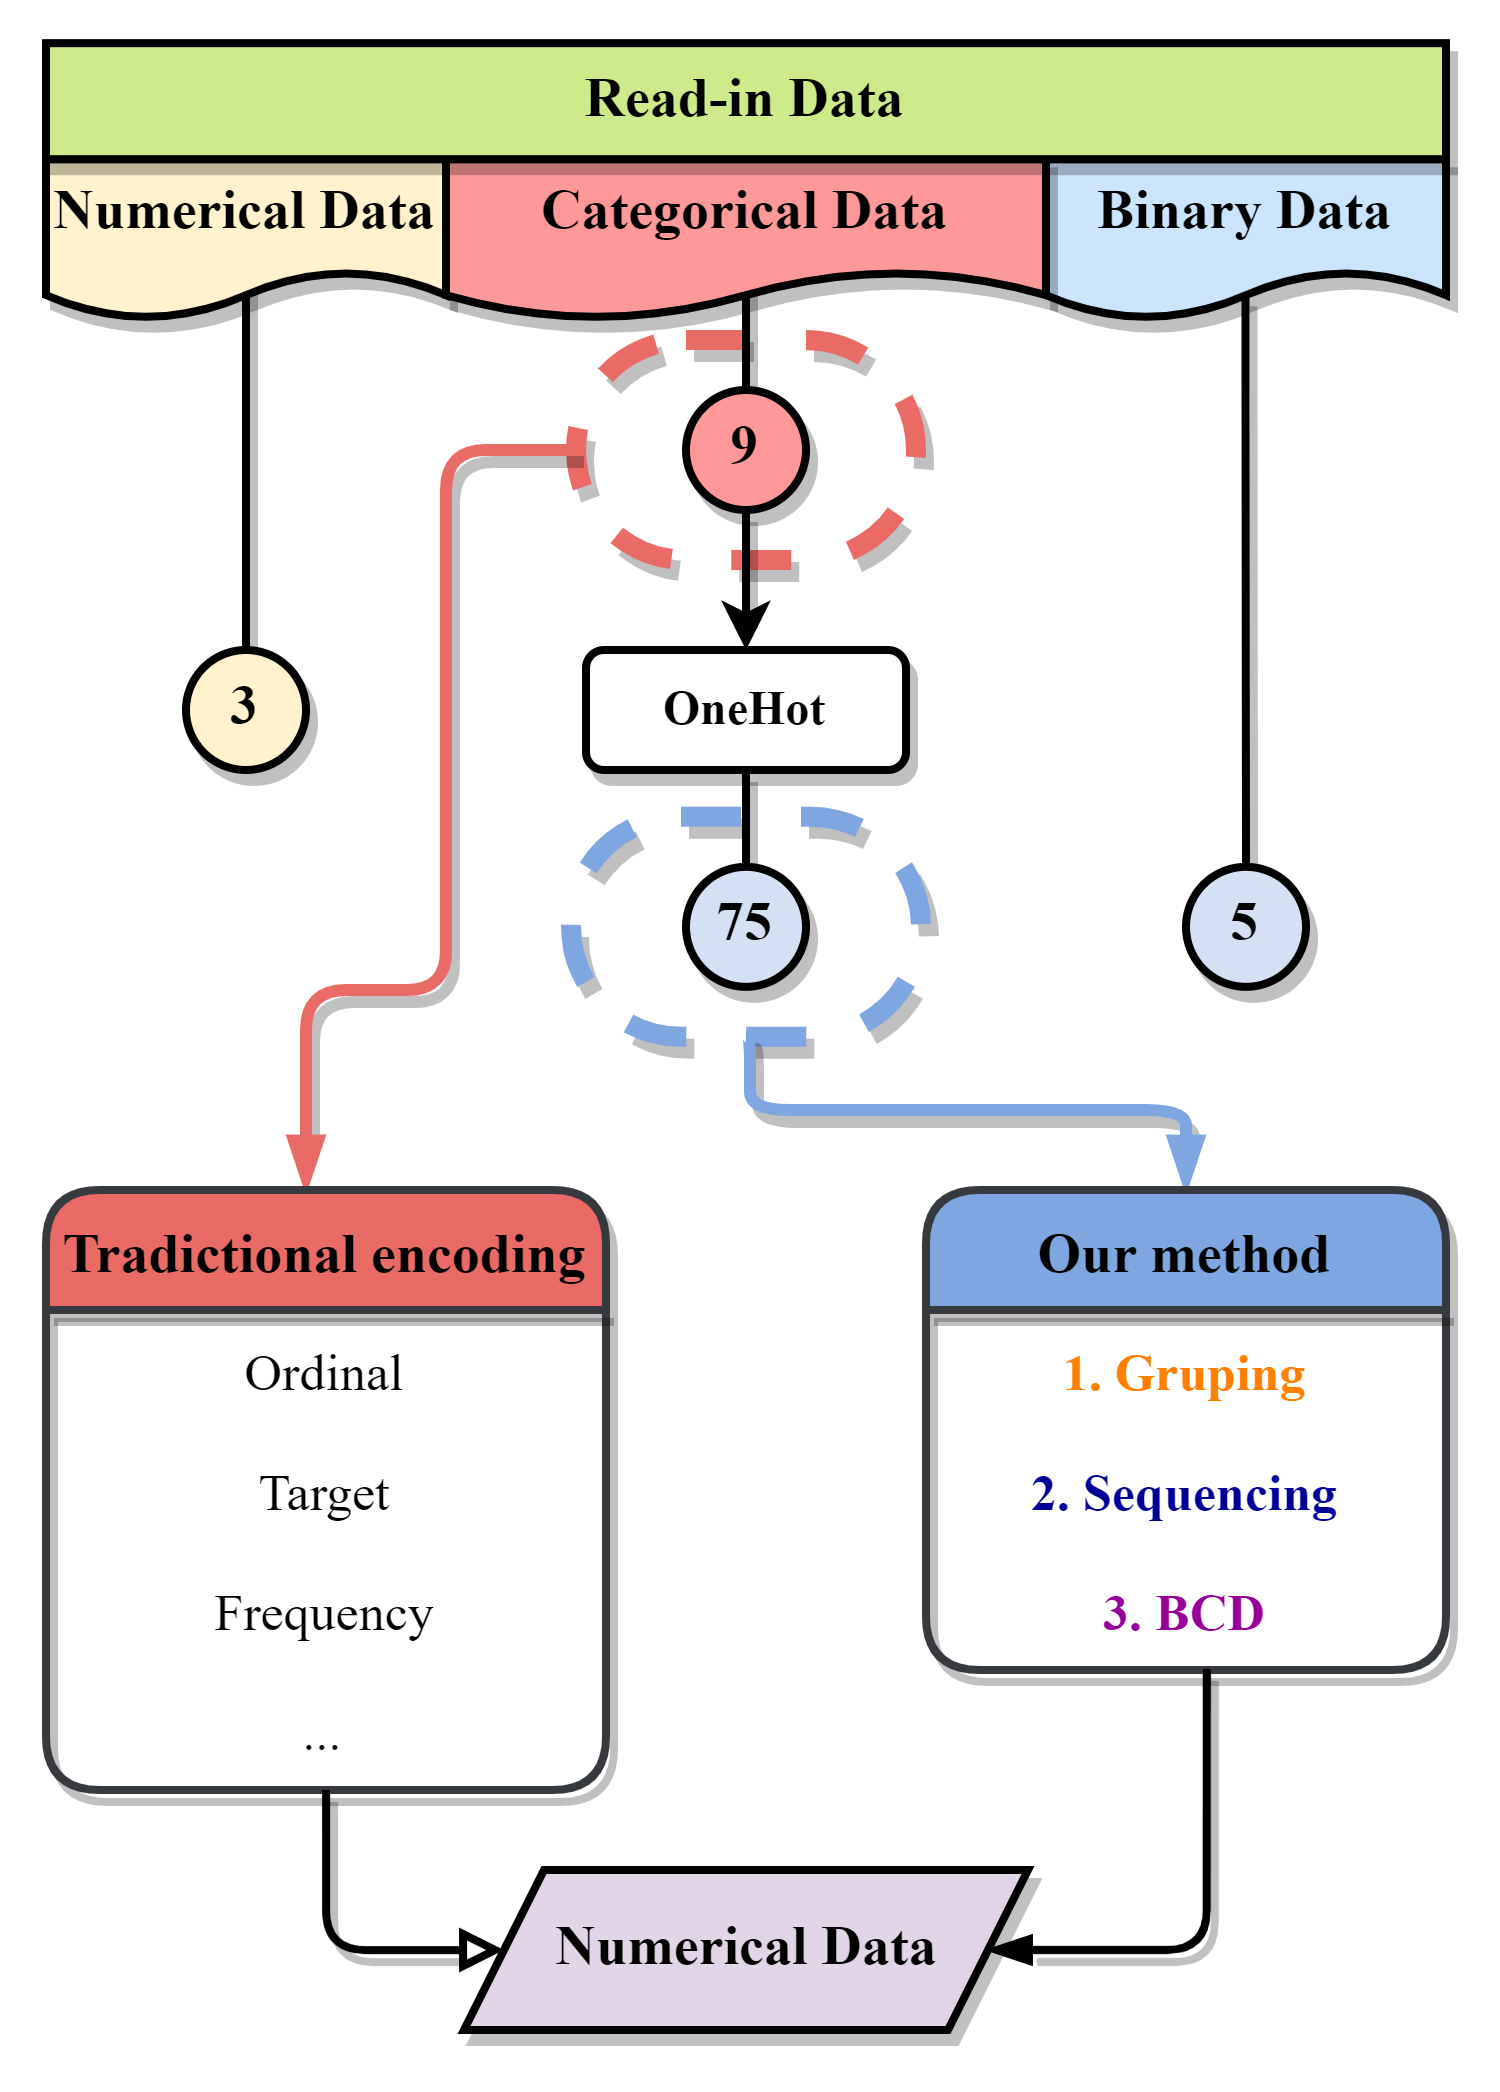 Read-in Data
Numerical Data
Categorical Data
Binary Data
9
3
OneHot
75
5
Tradictional encoding
Ordinal
Target
Frequency
...
Our method
1. Gruping
2. Sequencing
3. BCD
Numerical Data